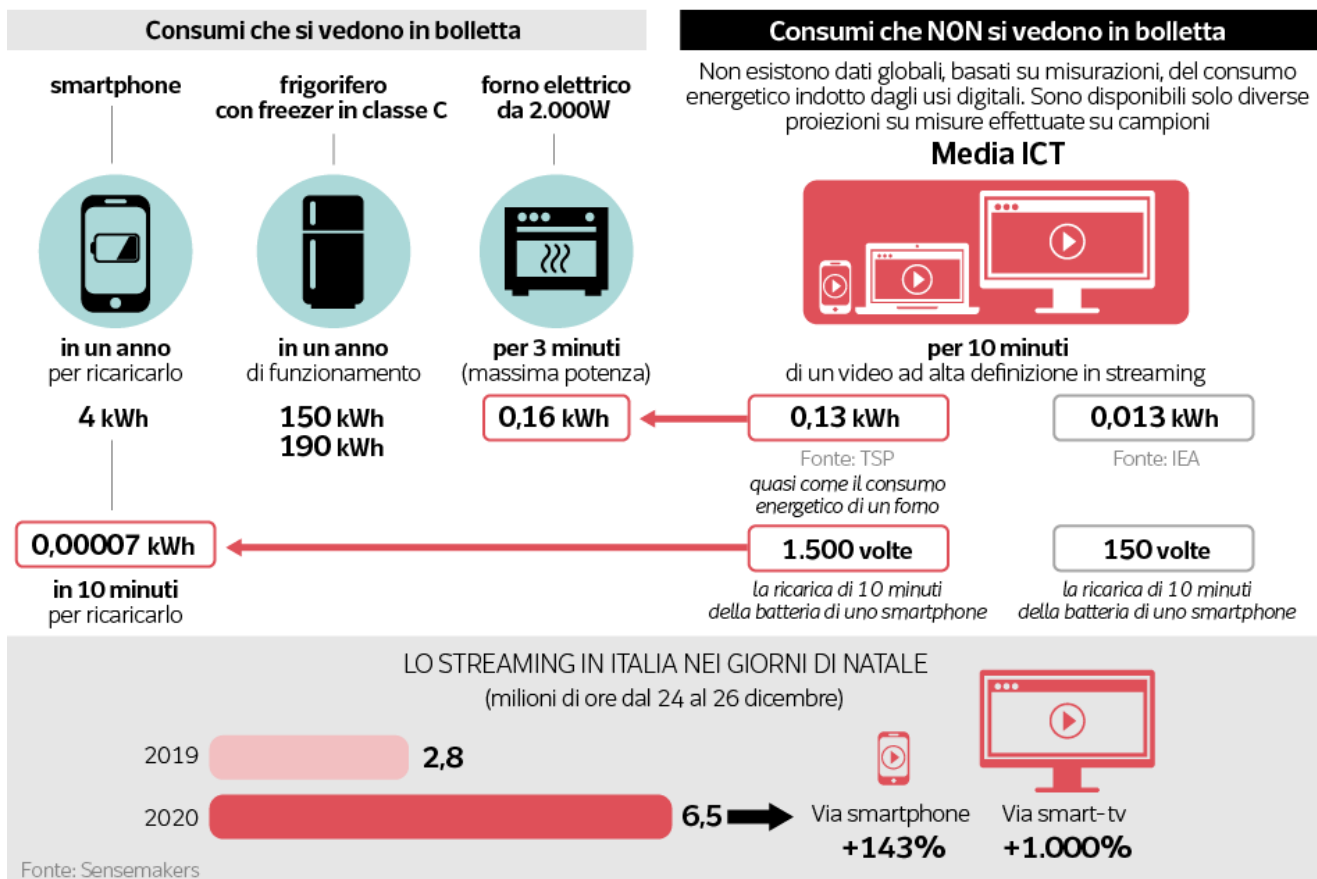 Consumi che si vedono in bolletta
smartphone
frigorifero
con freezer in classe C
forno elettrico
da 2.000W
in un anno
per ricaricarlo
in un anno
di funzionamento
per 3 minuti
(massima potenza)
4 kWh
150 kWh
190 kWh
0,16 kWh
0,00007 kWh
in 10 minuti
per ricaricarlo
Consumi che NON si vedono in bolletta
Non esistono dati globali, basati su misurazioni, del consumo
energetico indotto dagli usi digitali. Sono disponibili solo diverse
proiezioni su misure effettuate su campioni
Media ICT
per 10 minuti
di un video ad alta definizione in streaming
0,13 kWh
Fonte: TSP
quasi come il consumo
energetico di un forno
0,013 kWh
Fonte: IEA
1.500 volte
la ricarica di 10 minuti
della batteria di uno smartphone
150 volte
la ricarica di 10 minuti
della batteria di uno smartphone
LO STREAMING IN ITALIA NEI GIORNI DI NATALE
(milioni di ore dal 24 al 26 dicembre)
2019 2,8
2020 6,5
Via smartphone
+143%
Via smart-tv
+1.000%
Fonte: Sensemakers